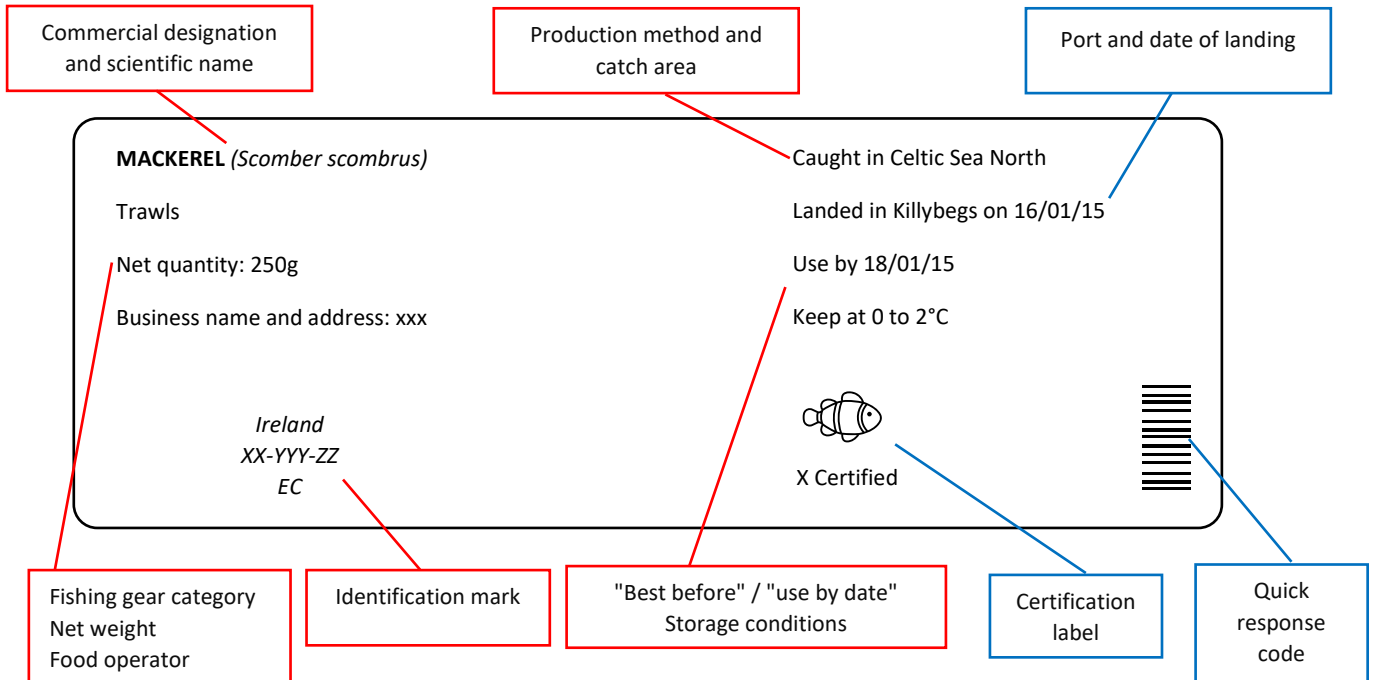 Commercial designation
and scientific name
Production method and
catch area
Port and date of landing
MACKEREL (Scomber scombrus)
Caught in Celtic Sea North
Trawls
Landed in Killybegs on 16/01/15
Net quantity: 250g
Use by 18/01/15
Business name and address: xxx
Keep at 0 to 2°C
Ireland
XX-YYY-ZZ
EC
X Certified
Fishing gear category
Net weight
Food operator
Identification mark
"Best before" / "use by date"
Storage conditions
Certification
label
Quick
response
code